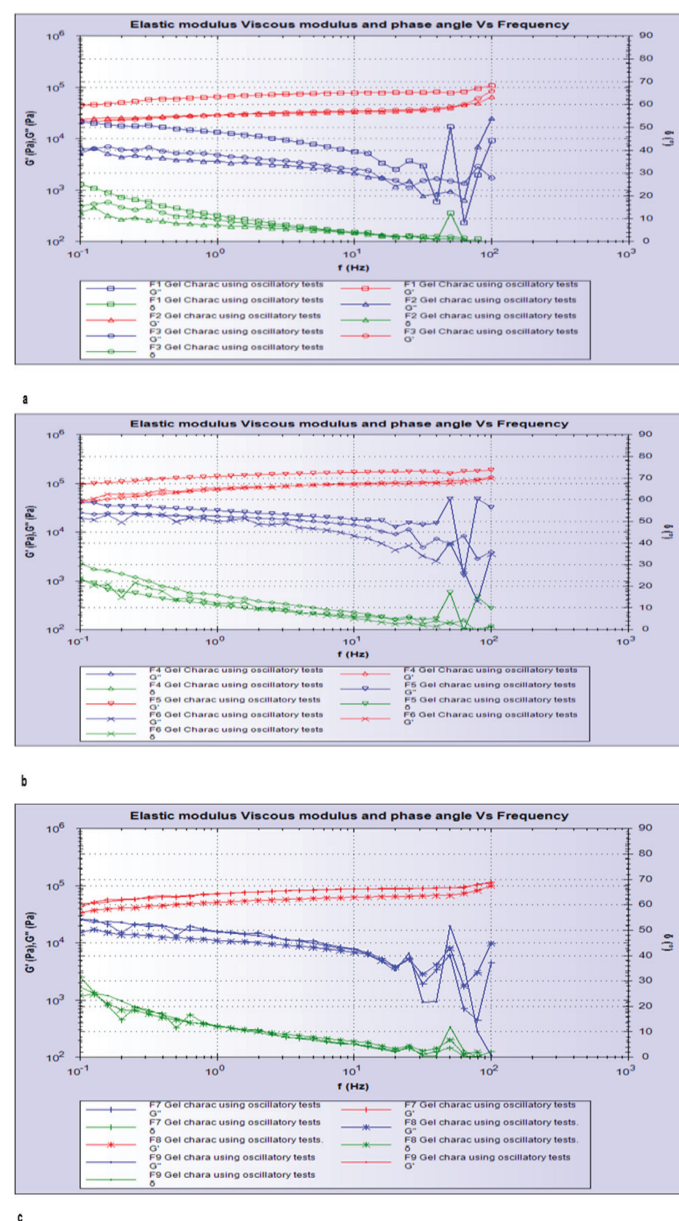 Elastic modulus Viscous modulus and phase angle Vs Frequency
10^6
10^5
10^4
10^3
10^2
G' (Pa),G'' (Pa)
90
80
70
60
50
40
30
20
10
0
δ (°)
10^-1 10^0 10^1 10^2 10^3
f (Hz)
F1 Gel Charac using oscillatory tests G''
F1 Gel Charac using oscillatory tests G'
F1 Gel Charac using oscillatory tests δ
F2 Gel Charac using oscillatory tests G''
F2 Gel Charac using oscillatory tests G'
F2 Gel Charac using oscillatory tests δ
F3 Gel Charac using oscillatory tests G''
F3 Gel Charac using oscillatory tests G'
F3 Gel Charac using oscillatory tests δ
a
Elastic modulus Viscous modulus and phase angle Vs Frequency
10^6
10^5
10^4
10^3
10^2
G' (Pa),G'' (Pa)
90
80
70
60
50
40
30
20
10
0
δ (°)
10^-1 10^0 10^1 10^2 10^3
f (Hz)
F4 Gel Charac using oscillatory tests G''
F4 Gel Charac using oscillatory tests G'
F4 Gel Charac using oscillatory tests δ
F5 Gel Charac using oscillatory tests G''
F5 Gel Charac using oscillatory tests G'
F5 Gel Charac using oscillatory tests δ
F6 Gel Charac using oscillatory tests G''
F6 Gel Charac using oscillatory tests G'
F6 Gel Charac using oscillatory tests δ
b
Elastic modulus Viscous modulus and phase angle Vs Frequency
10^6
10^5
10^4
10^3
10^2
G' (Pa),G'' (Pa)
90
80
70
60
50
40
30
20
10
0
δ (°)
10^-1 10^0 10^1 10^2 10^3
f (Hz)
F7 Gel charac using oscillatory tests G''
F7 Gel charac using oscillatory tests G'
F7 Gel charac using oscillatory tests δ
F8 Gel charac using oscillatory tests. G''
F8 Gel charac using oscillatory tests. G'
F8 Gel charac using oscillatory tests. δ
F9 Gel chara using oscillatory tests G''
F9 Gel chara using oscillatory tests G'
F9 Gel chara using oscillatory tests δ
c